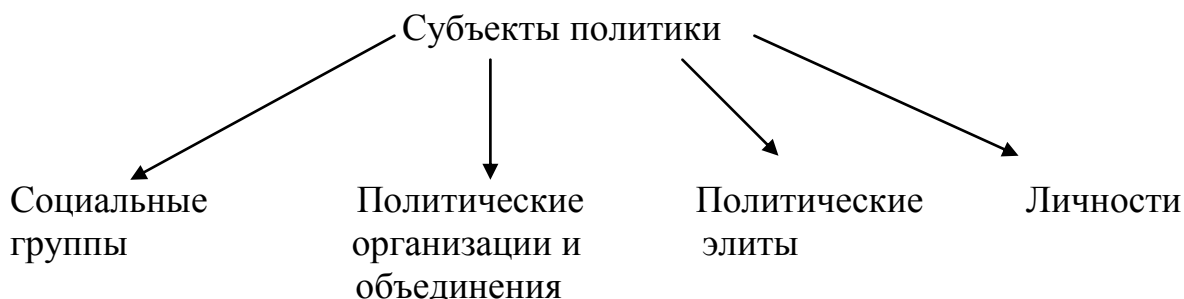 Субъекты политики
Социальные группы
Политические организации и объединения
Политические элиты
Личности